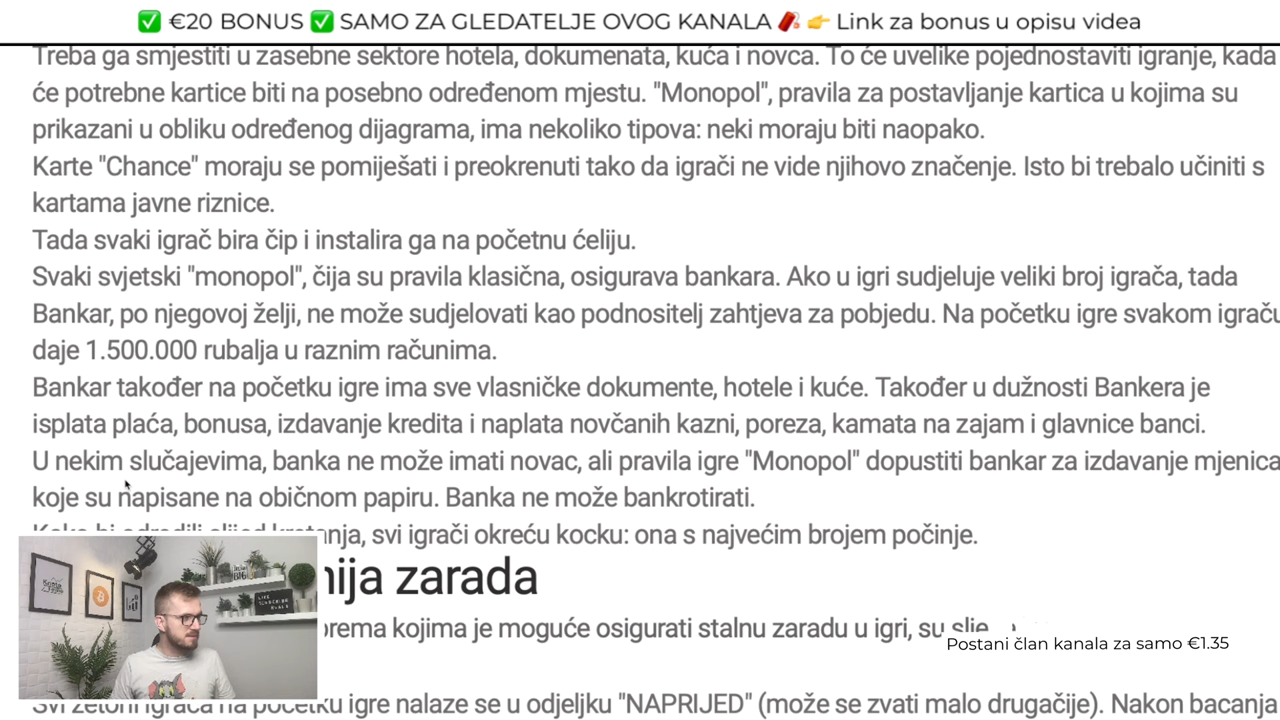 ✅ €20 BONUS ✅ SAMO ZA GLEDATELJE OVOG KANALA 🧧 👉 Link za bonus u opisu videa
Treba ga smjestiti u zasebne sektore hotela, dokumenata, kuća i novca. To će uvelike pojednostaviti igranje, kada
će potrebne kartice biti na posebno određenom mjestu. "Monopol", pravila za postavljanje kartica u kojima su
prikazani u obliku određenog dijagrama, ima nekoliko tipova: neki moraju biti naopako.
Karte "Chance" moraju se pomiješati i preokrenuti tako da igrači ne vide njihovo značenje. Isto bi trebalo učiniti s
kartama javne riznice.
Tada svaki igrač bira čip i instalira ga na početnu ćeliju.
Svaki svjetski "monopol", čija su pravila klasična, osigurava bankara. Ako u igri sudjeluje veliki broj igrača, tada
Bankar, po njegovoj želji, ne može sudjelovati kao podnositelj zahtjeva za pobjedu. Na početku igre svakom igraču
daje 1.500.000 rubalja u raznim računima.
Bankar također na početku igre ima sve vlasničke dokumente, hotele i kuće. Također u dužnosti Bankera je
isplata plaća, bonusa, izdavanje kredita i naplata novčanih kazni, poreza, kamata na zajam i glavnice banci.
U nekim slučajevima, banka ne može imati novac, ali pravila igre "Monopol" dopustiti bankar za izdavanje mjenica
koje su napisane na običnom papiru. Banka ne može bankrotirati.
Kako bi odredili slijed kretanja, svi igrači okreću kocku: ona s najvećim brojem počinje.
nija zarada
prema kojima je moguće osigurati stalnu zaradu u igri, su slje
Postani član kanala za samo €1.35
Svi žetoni igrača na početku igre nalaze se u odjeljku "NAPRIJED" (može se zvati malo drugačije). Nakon bacanja